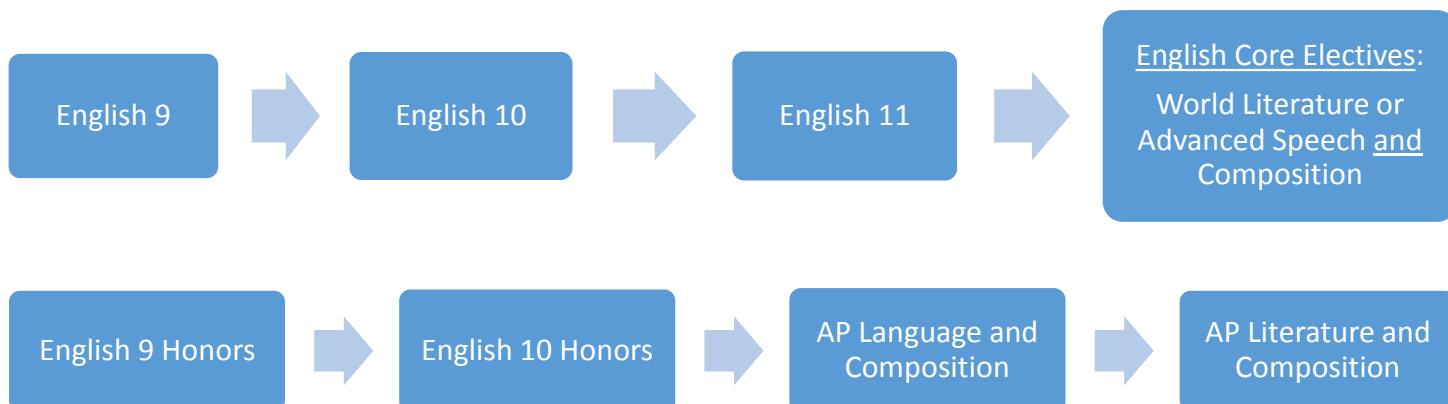 English 9
English 10
English 11
English Core Electives:
World Literature or
Advanced Speech and
Composition
English 9 Honors
English 10 Honors
AP Language and
Composition
AP Literature and
Composition